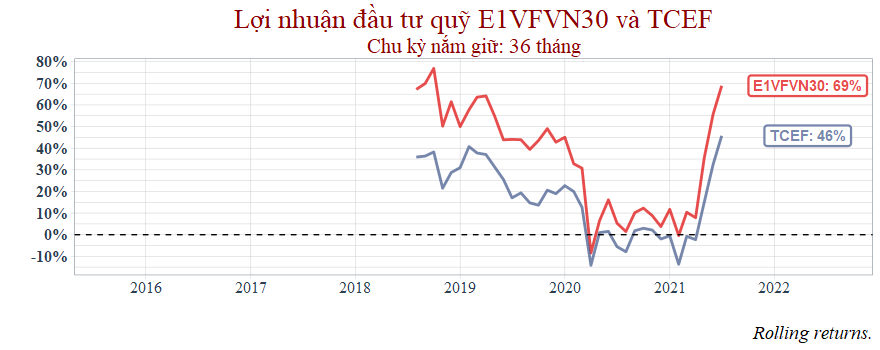 Lợi nhuận đầu tư quỹ E1VFVN30 và TCEF
Chu kỳ nắm giữ: 36 tháng
80%
70%
60%
50%
40%
30%
20%
10%
0%
-10%
E1VFVN30: 69%
TCEF: 46%
2016 2017 2018 2019 2020 2021 2022
Rolling returns.